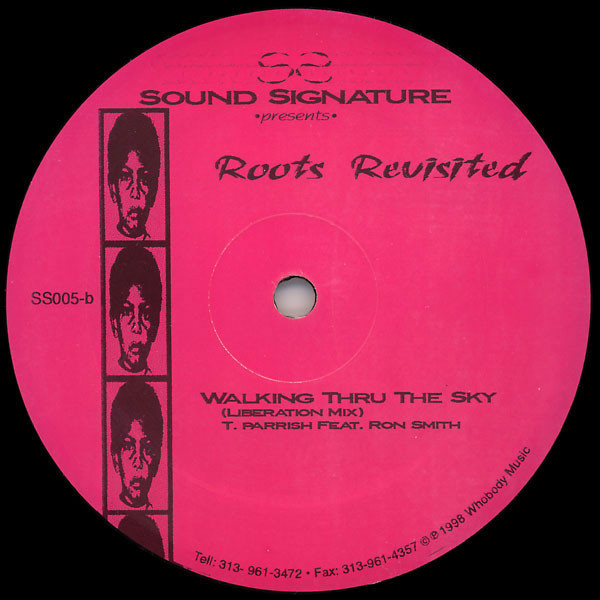 SS
SOUND SIGNATURE
•presents•
Roots Revisited
SS005-b
WALKING THRU THE SKY
(LIBERATION MIX)
T. PARRISH FEAT. RON SMITH
Tell: 313- 961-3472 • Fax: 313-961-4357 ©℗ 1998 Whobody Music